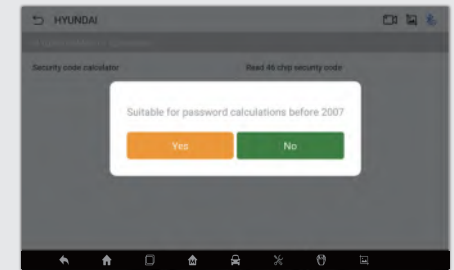 HYUNDAI
Security code calculator
Read 46 chip security code
Suitable for password calculations before 2007
Yes
No